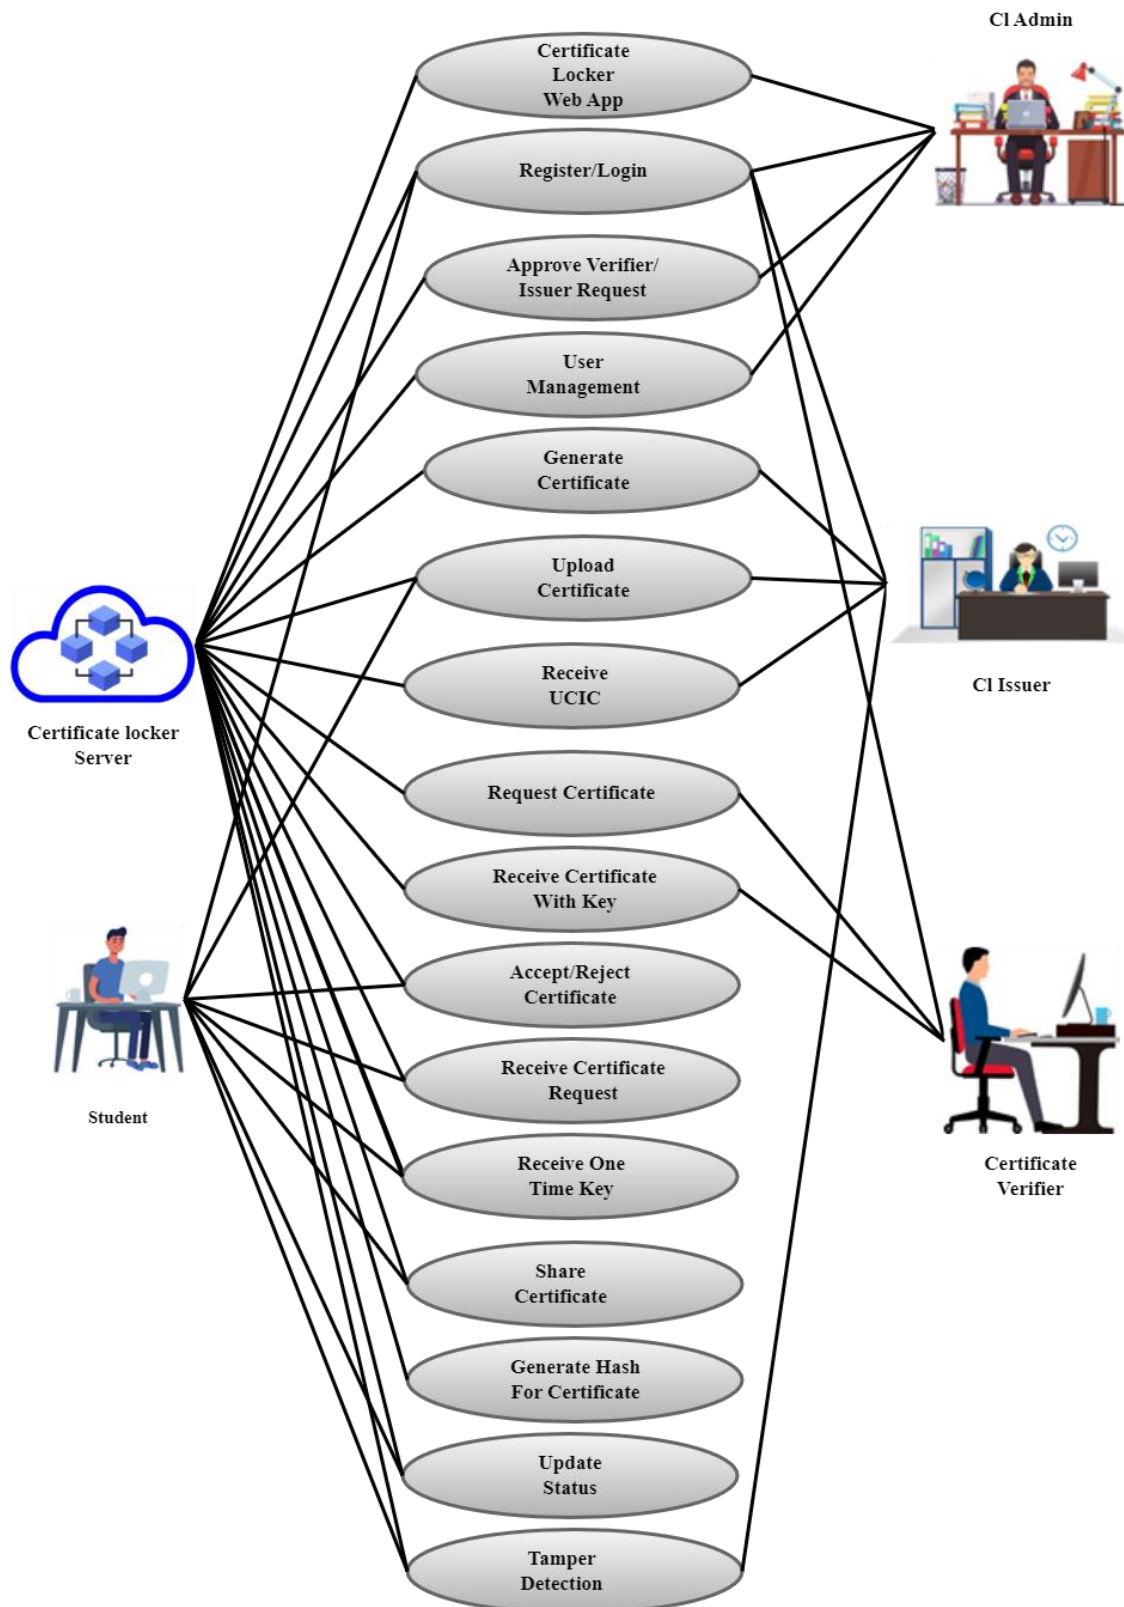 Cl Admin
Certificate
Locker
Web App
Register/Login
Approve Verifier/
Issuer Request
User
Management
Generate
Certificate
Upload
Certificate
Receive
UCIC
Cl Issuer
Certificate locker
Server
Request Certificate
Receive Certificate
With Key
Accept/Reject
Certificate
Receive Certificate
Request
Student
Receive One
Time Key
Certificate
Verifier
Share
Certificate
Generate Hash
For Certificate
Update
Status
Tamper
Detection